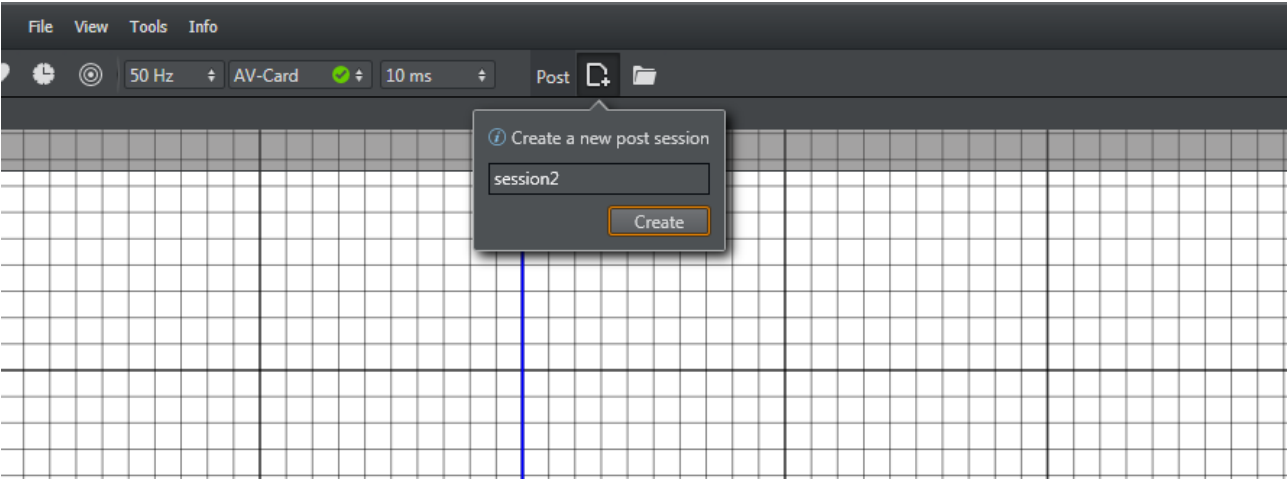 File View Tools Info
50 Hz AV-Card 10 ms Post
Create a new post session
session2
Create